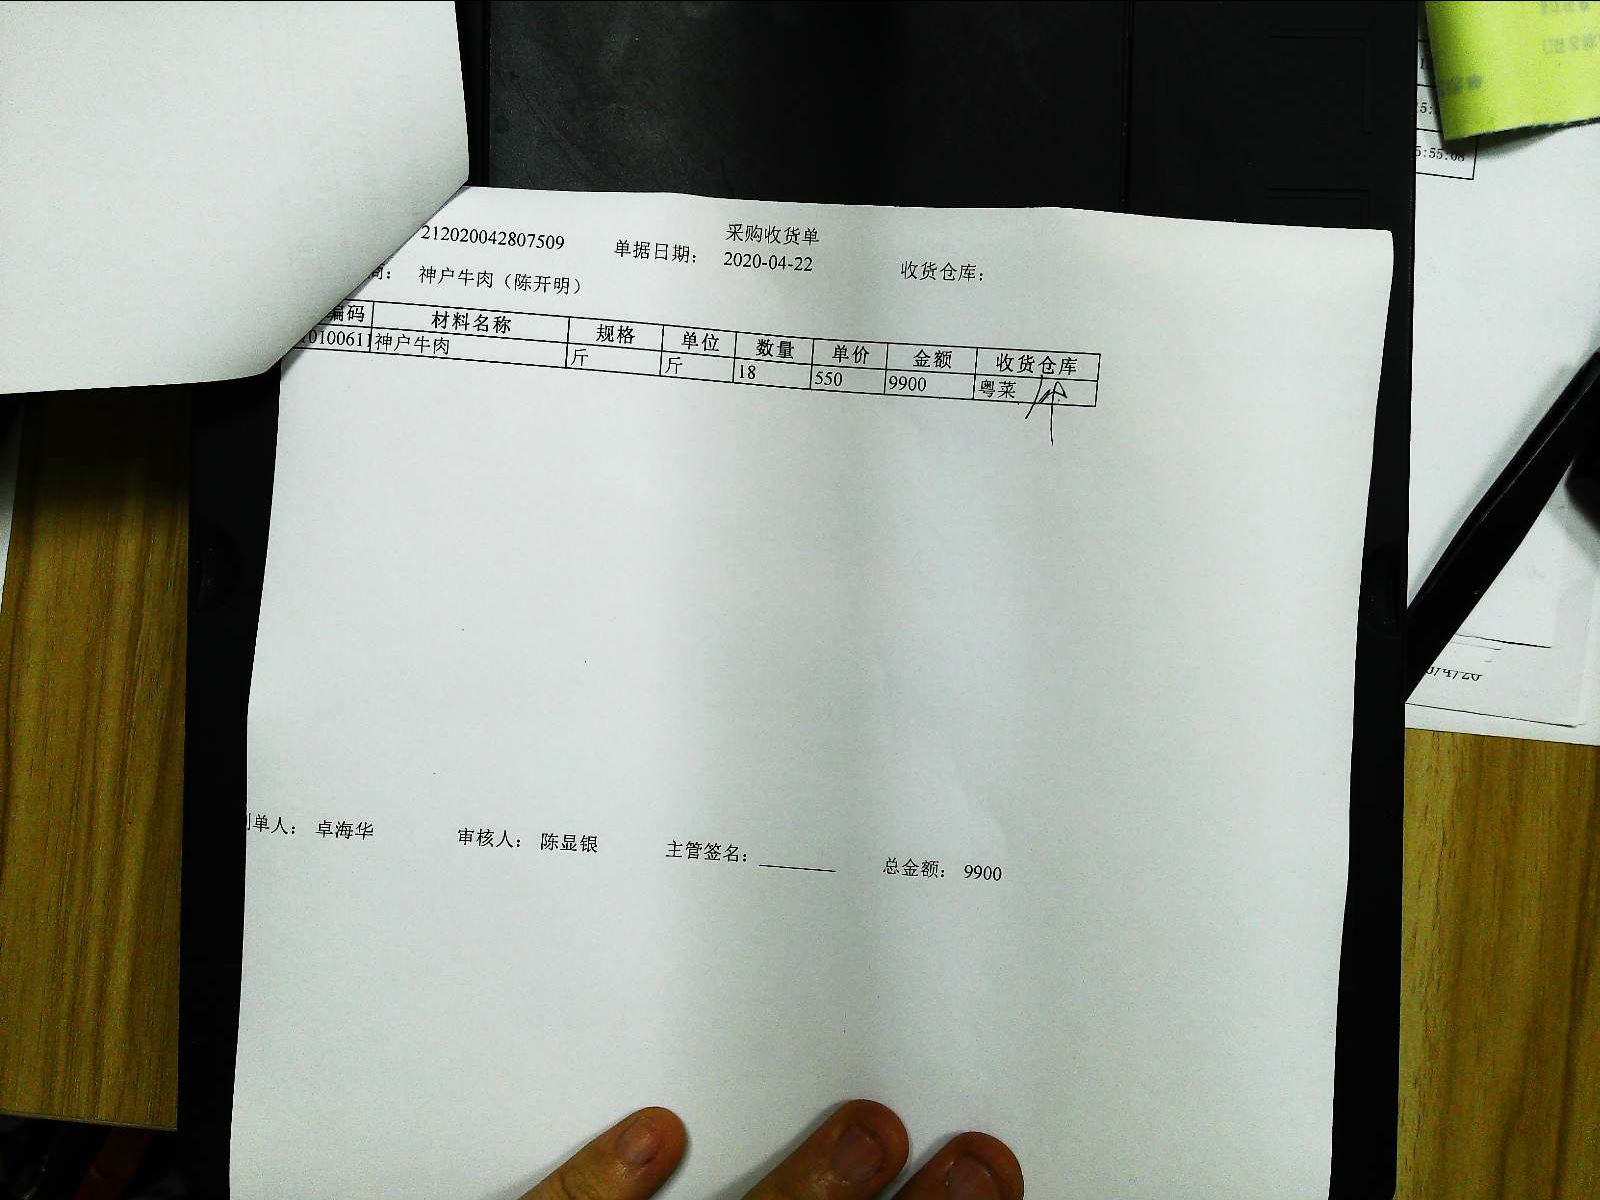 采购收货单
212020042807509 单据日期: 2020-04-22 收货仓库:
商: 神户牛肉(陈开明)
编码 材料名称 规格 单位 数量 单价 金额 收货仓库
神户牛肉 斤 斤 18 550 9900 粤菜
单人: 卓海华 审核人: 陈显银 主管签名: 总金额: 9900
5:55:08